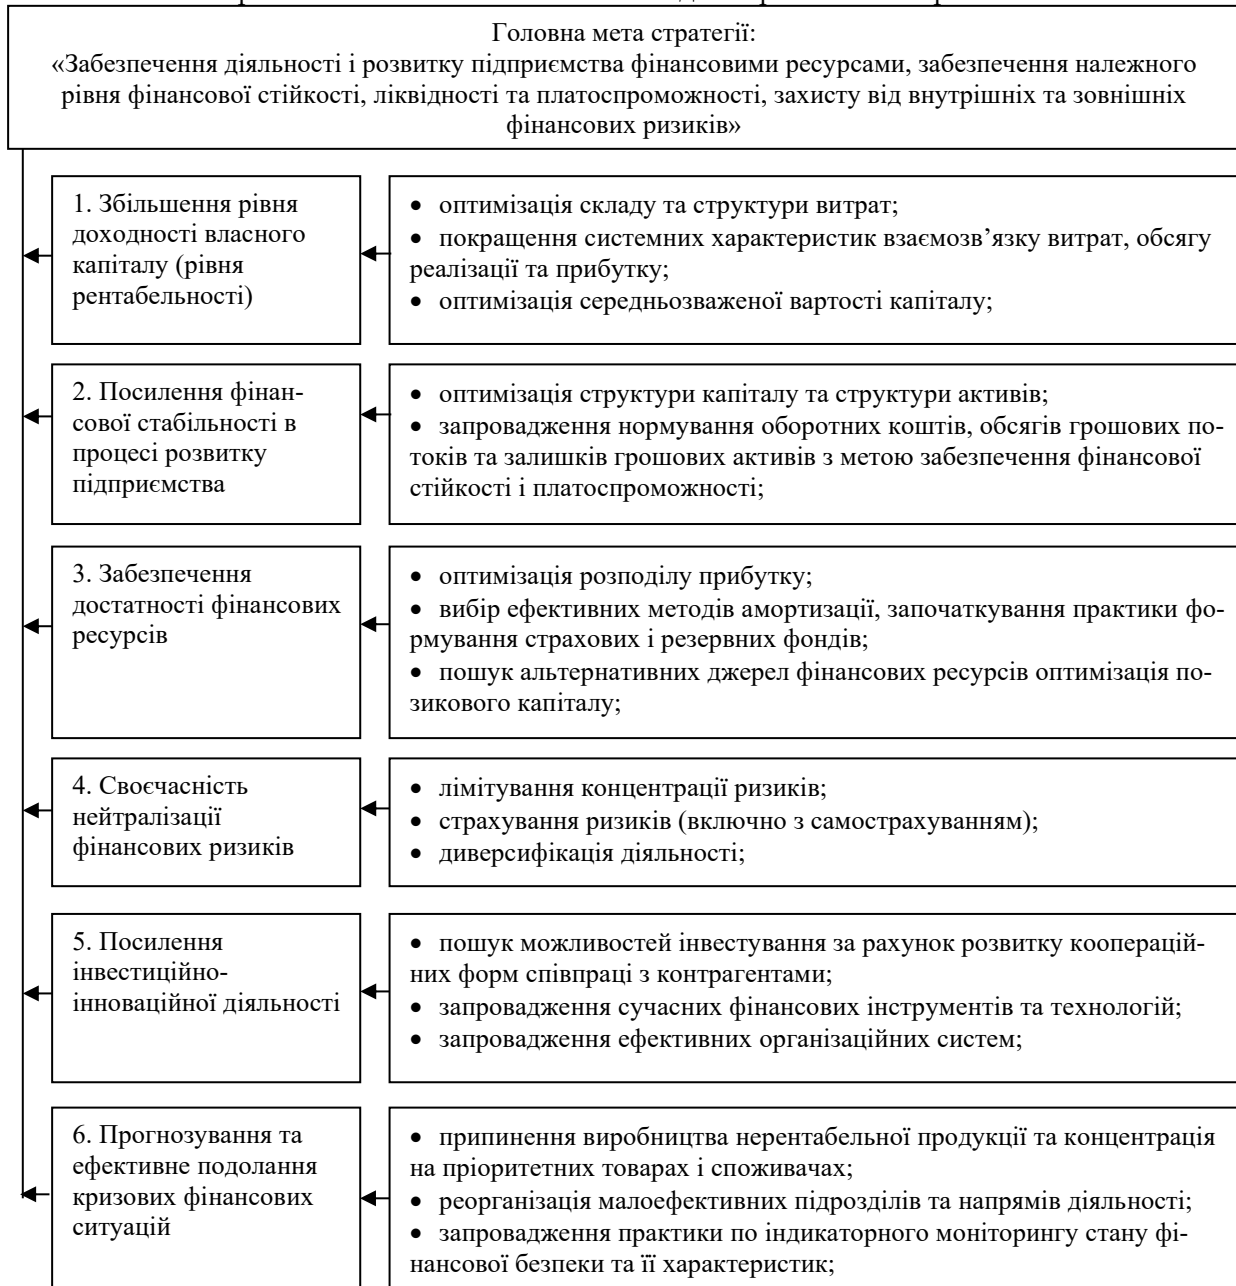 Головна мета стратегії:
«Забезпечення діяльності і розвитку підприємства фінансовими ресурсами, забезпечення належного
рівня фінансової стійкості, ліквідності та платоспроможності, захисту від внутрішніх та зовнішніх
фінансових ризиків»
1. Збільшення рівня
доходності власного
капіталу (рівня
рентабельності)
• оптимізація складу та структури витрат;
• покращення системних характеристик взаємозв’язку витрат, обсягу
реалізації та прибутку;
• оптимізація середньозваженої вартості капіталу;
2. Посилення фінан-
сової стабільності в
процесі розвитку
підприємства
• оптимізація структури капіталу та структури активів;
• запровадження нормування оборотних коштів, обсягів грошових по-
токів та залишків грошових активів з метою забезпечення фінансової
стійкості і платоспроможності;
3. Забезпечення
достатності фінансових
ресурсів
• оптимізація розподілу прибутку;
• вибір ефективних методів амортизації, започаткування практики фо-
рмування страхових і резервних фондів;
• пошук альтернативних джерел фінансових ресурсів оптимізація по-
зикового капіталу;
4. Своєчасність
нейтралізації
фінансових ризиків
• лімітування концентрації ризиків;
• страхування ризиків (включно з самострахуванням);
• диверсифікація діяльності;
5. Посилення
інвестиційно-
інноваційної діяльності
• пошук можливостей інвестування за рахунок розвитку коопераці­й-
них форм співпраці з контрагентами;
• запровадження сучасних фінансових інструментів та технологій;
• запровадження ефективних організаційних систем;
6. Прогнозування та
ефективне подолання
кризових фінансових
ситуацій
• припинення виробництва нерентабельної продукції та концентрація
на пріоритетних товарах і споживачах;
• реорганізація малоефективних підрозділів та напрямів діяльності;
• запровадження практики по індикаторного моніторингу стану фі-
нансової безпеки та її характеристик;